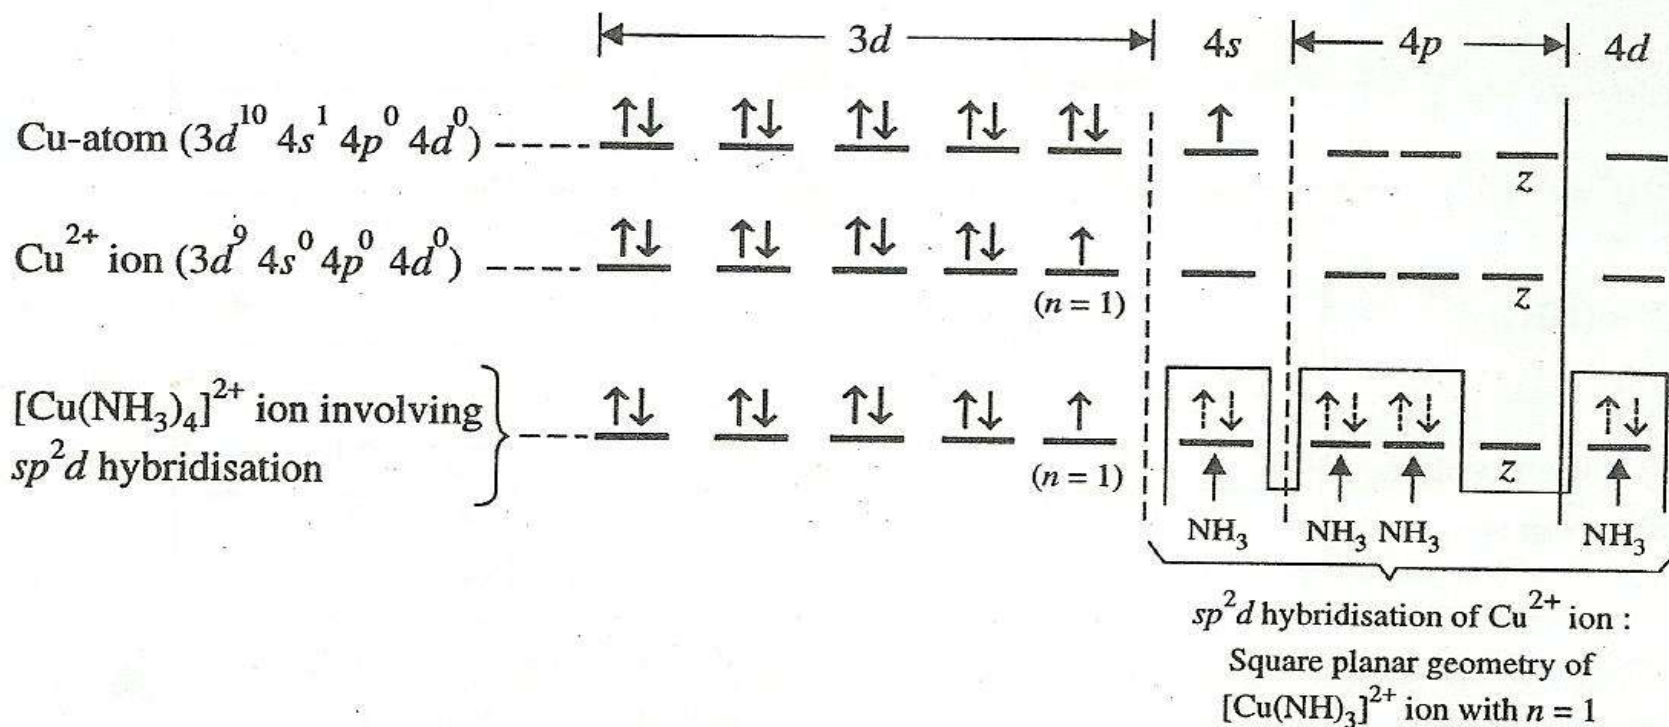 3d 4s 4p 4d
Cu-atom (3d¹⁰ 4s¹ 4p⁰ 4d⁰) ↑↓ ↑↓ ↑↓ ↑↓ ↑↓ ↑
z
Cu²⁺ ion (3d⁹ 4s⁰ 4p⁰ 4d⁰) ↑↓ ↑↓ ↑↓ ↑↓ ↑
(n = 1) z
[Cu(NH₃)₄]²⁺ ion involving ↑↓ ↑↓ ↑↓ ↑↓ ↑ ↑↓ ↑↓ ↑↓ ↑↓
sp²d hybridisation (n = 1) z
NH₃ NH₃ NH₃ NH₃
sp²d hybridisation of Cu²⁺ ion :
Square planar geometry of
[Cu(NH)₃]²⁺ ion with n = 1